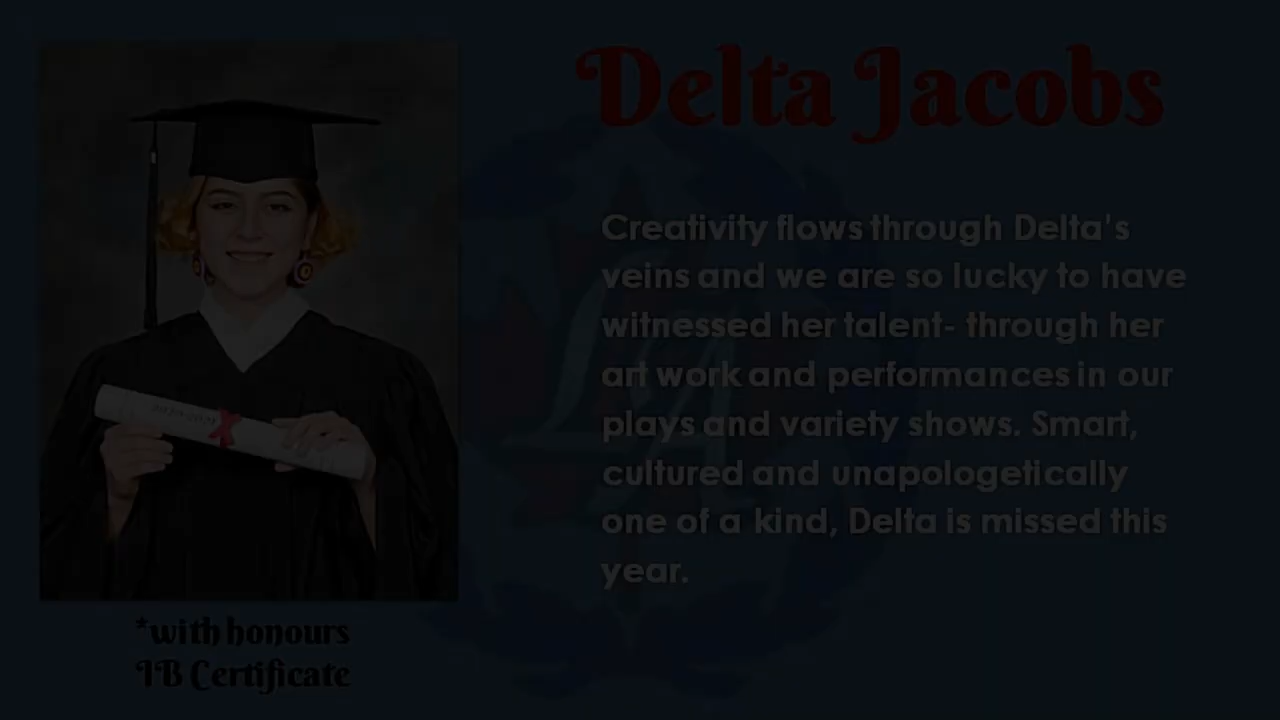 Delta Jacobs
Creativity flows through Delta's
veins and we are so lucky to have
witnessed her talent- through her
art work and performances in our
plays and variety shows. Smart,
cultured and unapologetically
one of a kind, Delta is missed this
year.
*with honours
IB Certificate